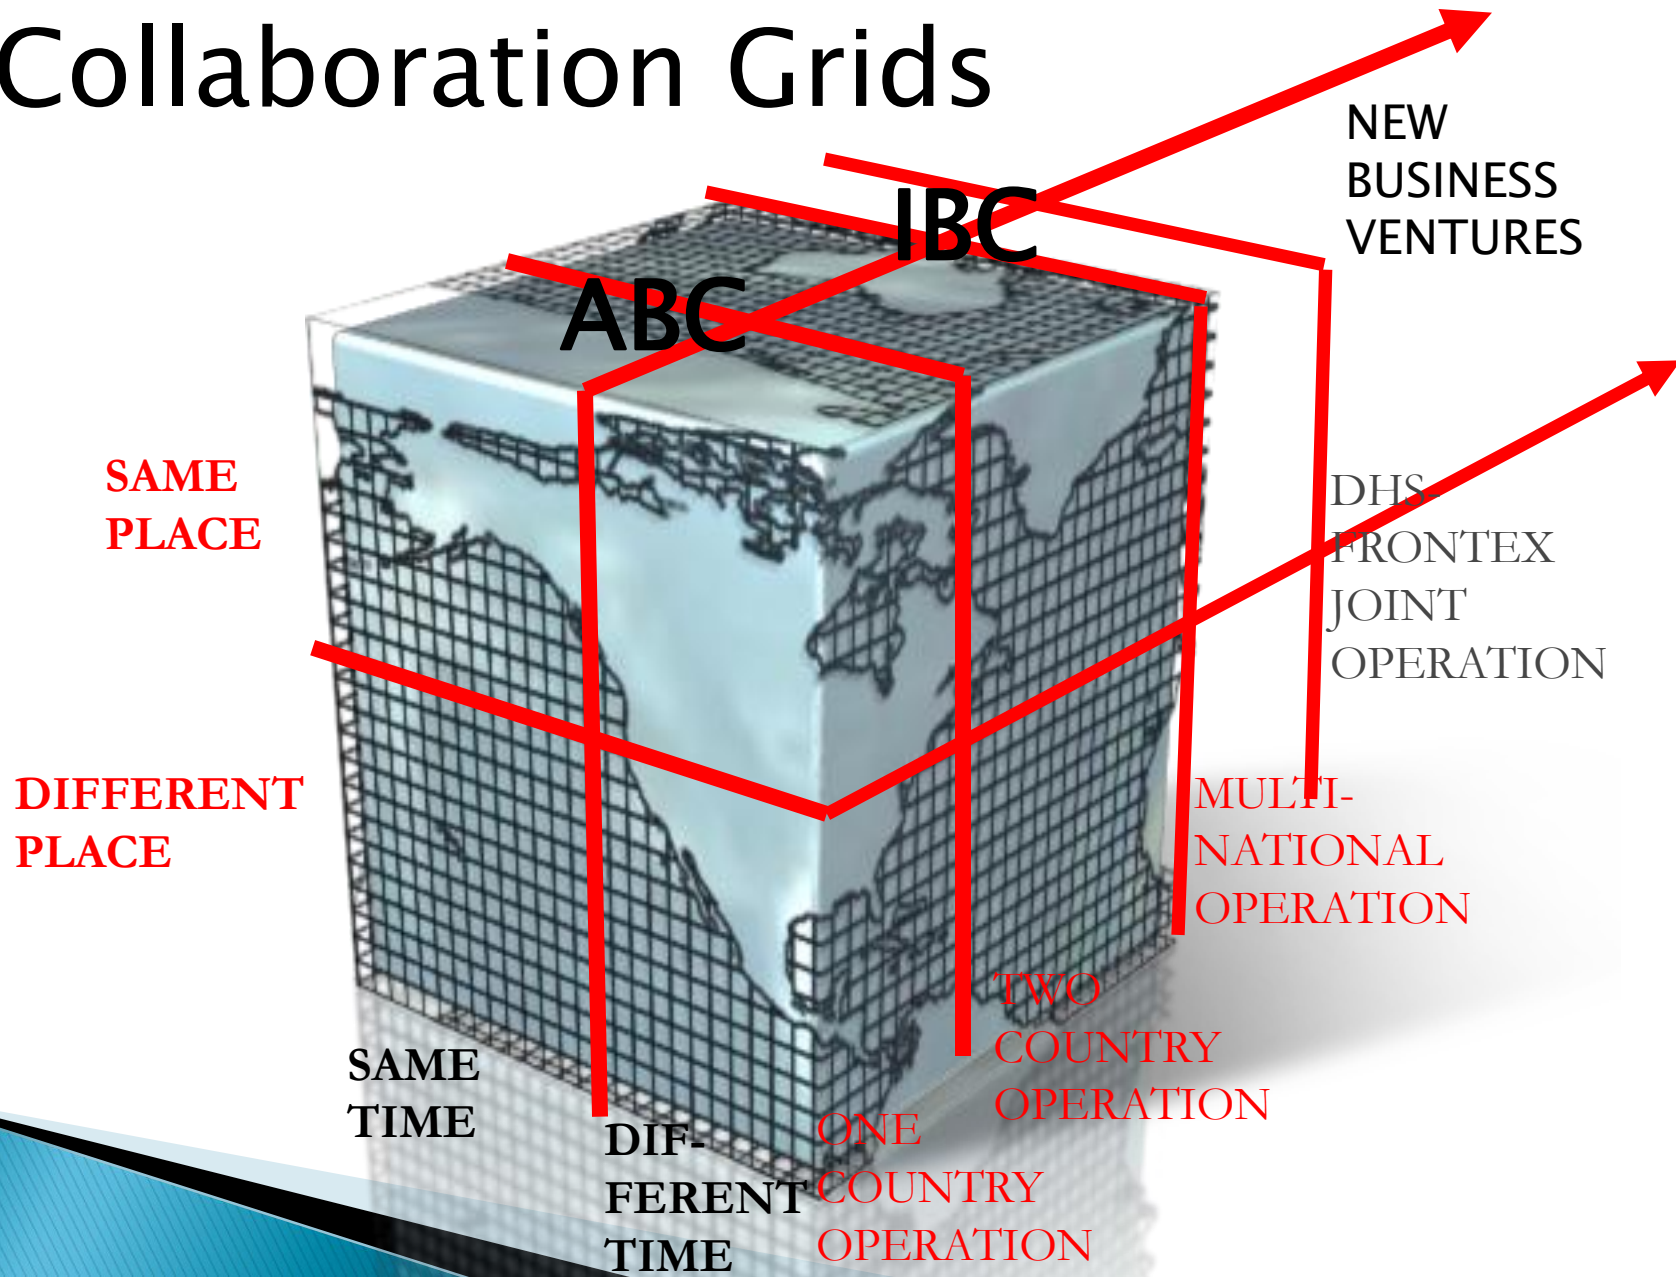 Collaboration Grids
NEW
BUSINESS
VENTURES
IBC
ABC
SAME
PLACE
DHS-
FRONTEX
JOINT
OPERATION
DIFFERENT
PLACE
MULTI-
NATIONAL
OPERATION
TWO
COUNTRY
OPERATION
SAME
TIME
DIF-
FERENT
TIME
ONE
COUNTRY
OPERATION